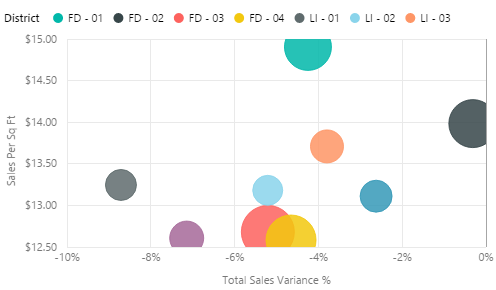 District FD - 01 FD - 02 FD - 03 FD - 04 LI - 01 LI - 02 LI - 03
$15.00
$14.50
$14.00
$13.50
$13.00
$12.50
Sales Per Sq Ft
-10% -8% -6% -4% -2% 0%
Total Sales Variance %